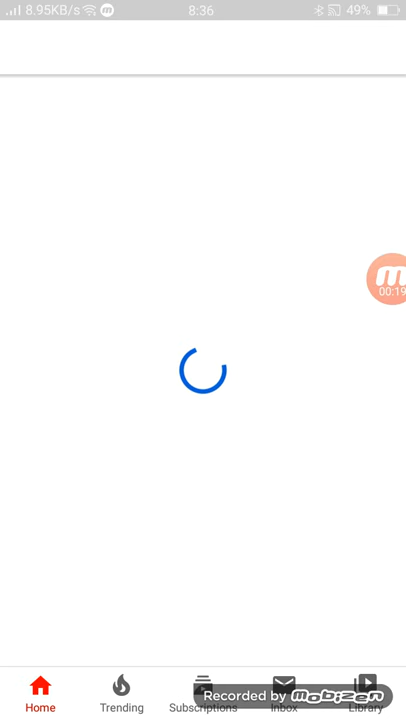 8.95KB/s m 8:36 49%
m
00:19
Home Trending Subscriptions Inbox Library
Recorded by mobizen